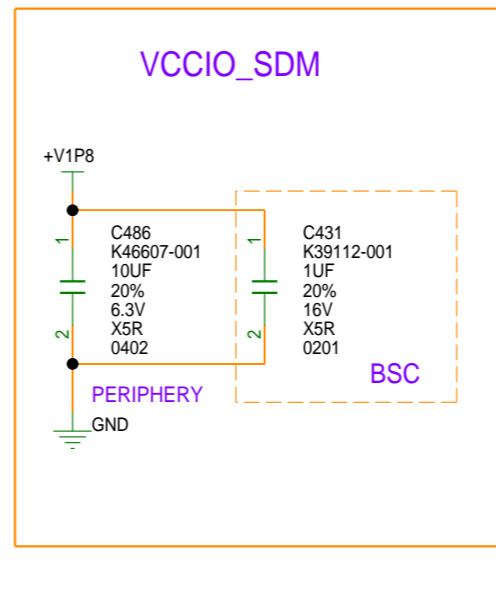 VCCIO_SDM
+V1P8
1
C486
K46607-001
10UF
20%
6.3V
X5R
0402
2
PERIPHERY
GND
1
C431
K39112-001
1UF
20%
16V
X5R
0201
2
BSC